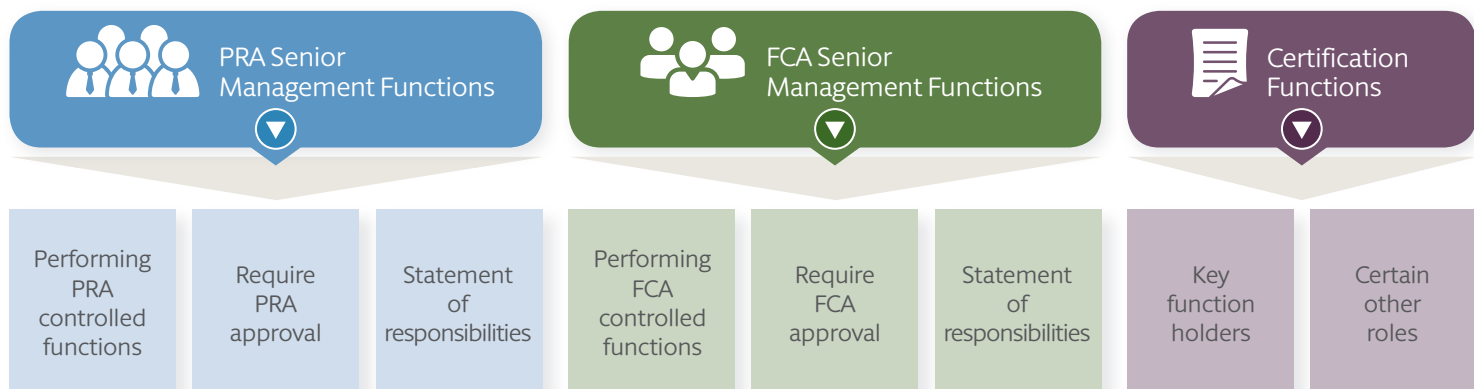 PRA Senior
Management Functions
FCA Senior
Management Functions
Certification
Functions
Performing
PRA
controlled
functions
Require
PRA
approval
Statement
of
responsibilities
Performing
FCA
controlled
functions
Require
FCA
approval
Statement
of
responsibilities
Key
function
holders
Certain
other
roles